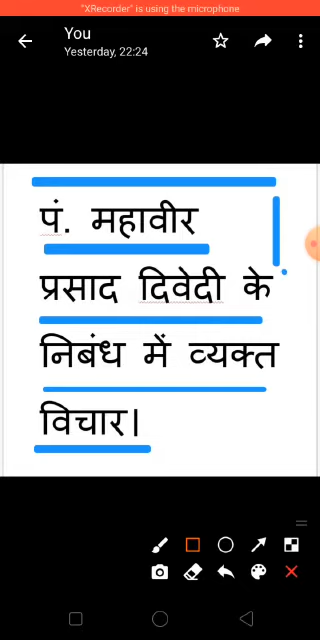 "XRecorder" is using the microphone
You
Yesterday, 22:24
पं. महावीर
प्रसाद दिवेदी के
निबंध में व्यक्त
विचार।